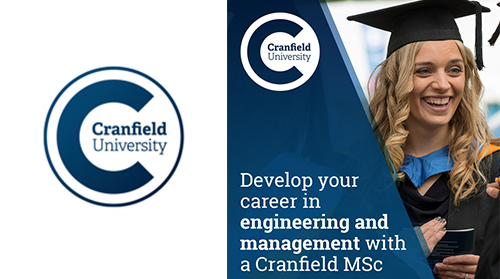 Cranfield
University
Cranfield
University
Develop your
career in
engineering and
management with
a Cranfield MSc